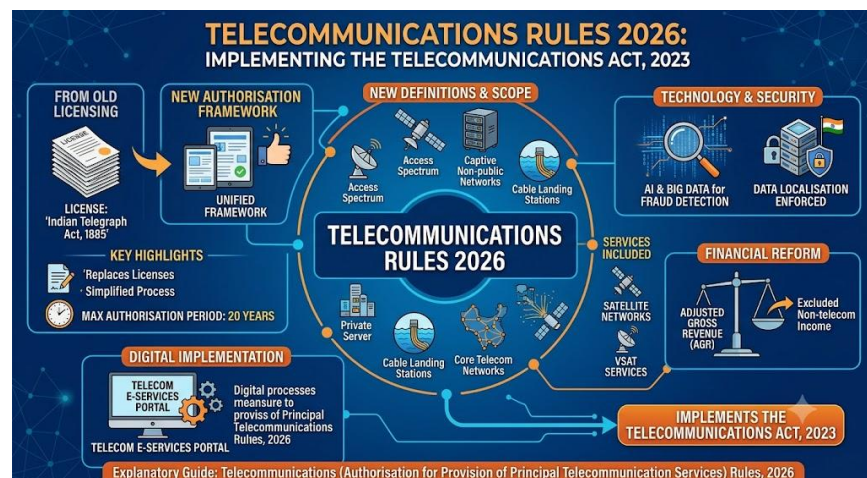 TELECOMMUNICATIONS RULES 2026:
IMPLEMENTING THE TELECOMMUNICATIONS ACT, 2023
FROM OLD
LICENSING
LICENSE
LICENSE:
'Indian Telegraph
Act, 1885'
NEW AUTHORISATION
FRAMEWORK
UNIFIED
FRAMEWORK
KEY HIGHLIGHTS
'Replaces Licenses
· Simplified Process
MAX AUTHORISATION PERIOD: 20 YEARS
NEW DEFINITIONS & SCOPE
Access
Spectrum
Access
Spectrum
Captive
Non-public
Networks
Cable Landing
Stations
TELECOMMUNICATIONS
RULES 2026
Private
Server
Cable Landing
Stations
Core Telecom
Networks
SERVICES
INCLUDED
SATELLITE
NETWORKS
VSAT
SERVICES
TECHNOLOGY & SECURITY
AI & BIG DATA for
FRAUD DETECTION
DATA LOCALISATION
ENFORCED
FINANCIAL REFORM
ADJUSTED
GROSS
REVENUE
(AGR)
Excluded
Non-telecom
Income
DIGITAL IMPLEMENTATION
TELECOM
E-SERVICES
PORTAL
TELECOM E-SERVICES PORTAL
Digital processes
meansure to
proviss of Principal
Telecommunications
Rulhes, 2026
IMPLEMENTS THE
TELECOMMUNICATIONS ACT, 2023
Explanatory Guide: Telecommunications (Authorisation for Provision of Principal Telecommunication Services) Rules, 2026